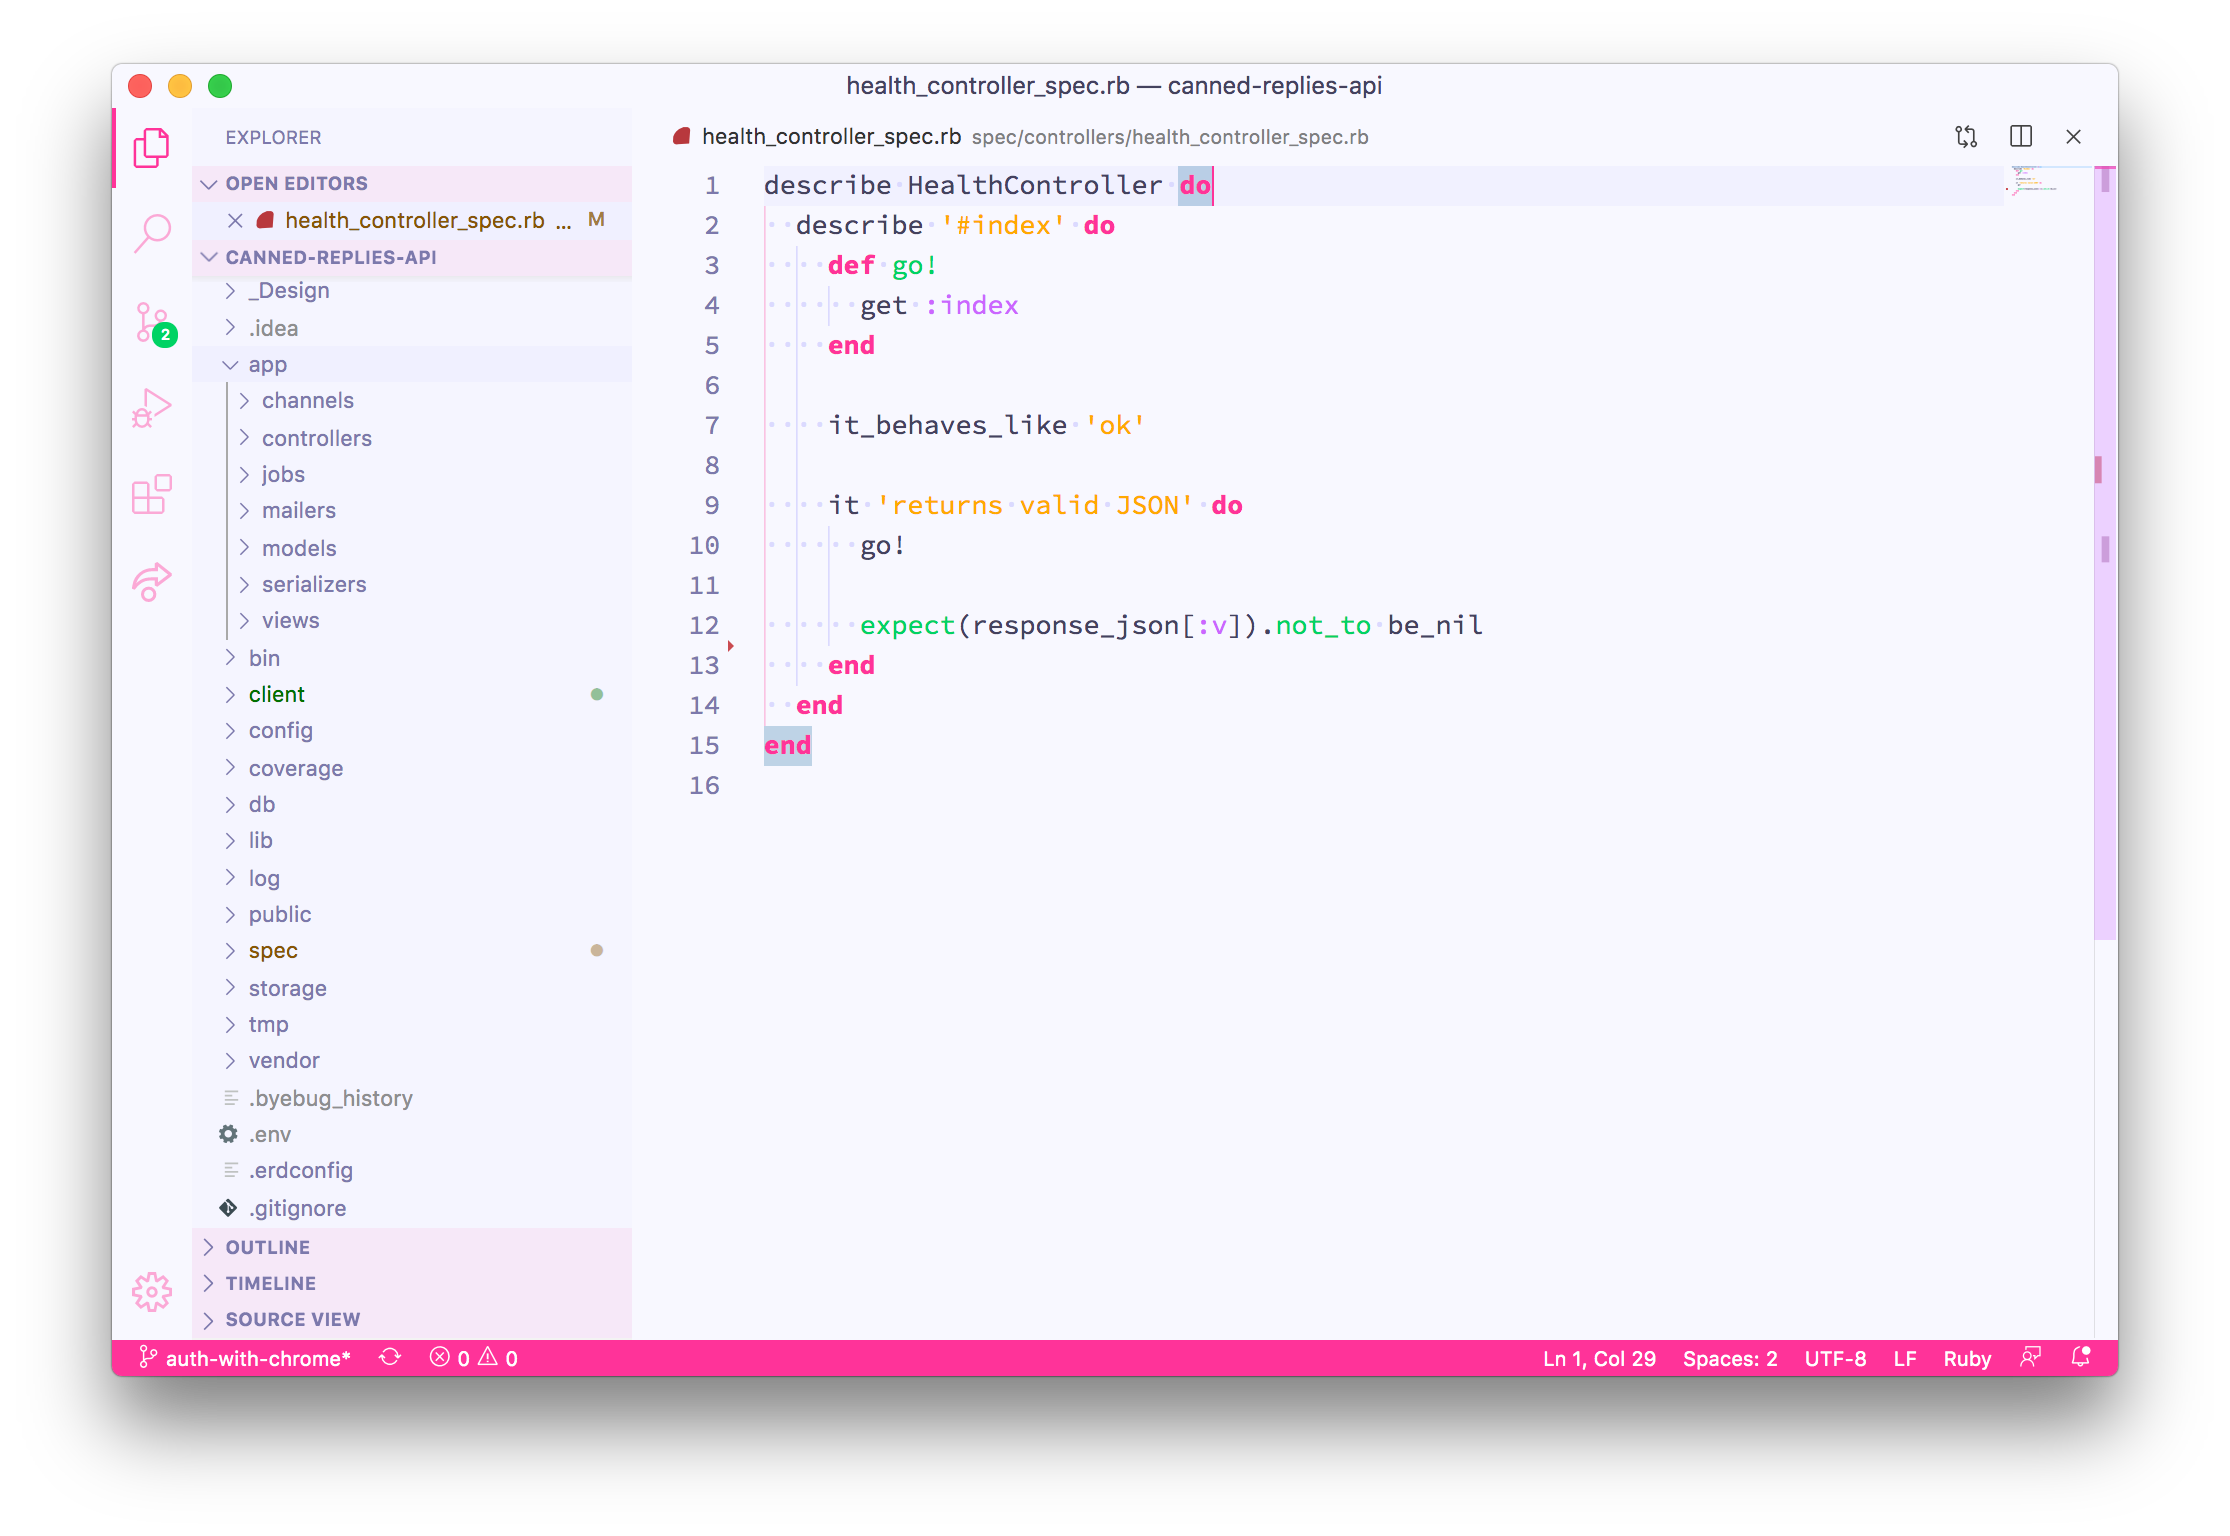 health_controller_spec.rb — canned-replies-api
EXPLORER
OPEN EDITORS
health_controller_spec.rb ... M
CANNED-REPLIES-API
_Design
.idea
app
channels
controllers
jobs
mailers
models
serializers
views
bin
client
config
coverage
db
lib
log
public
spec
storage
tmp
vendor
.byebug_history
.env
.erdconfig
.gitignore
OUTLINE
TIMELINE
SOURCE VIEW
2
health_controller_spec.rb spec/controllers/health_controller_spec.rb
1 describe HealthController do
2 describe '#index' do
3 def go!
4 get :index
5 end
6
7 it_behaves_like 'ok'
8
9 it 'returns valid JSON' do
10 go!
11
12 expect(response_json[:v]).not_to be_nil
13 end
14 end
15 end
16
auth-with-chrome* 0 0 Ln 1, Col 29 Spaces: 2 UTF-8 LF Ruby